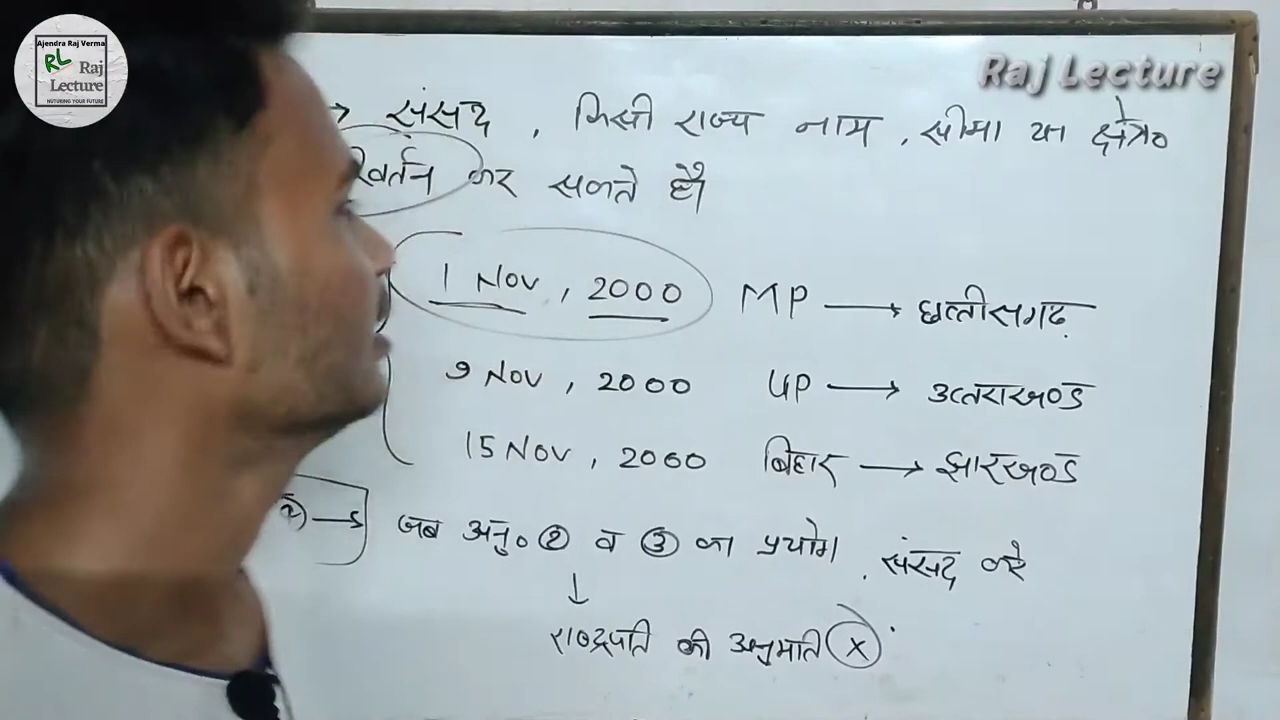 Ajendra Raj Verma
RL Raj
Lecture
NUTURING YOUR FUTURE
Raj Lecture
→ संसद , किसी राज्य नाम , सीमा या क्षेत्र०
रिवर्तन कर सकते है।
1 Nov , 2000 MP → छत्तीसगढ़
9 Nov , 2000 UP → उत्तराखण्ड
15 Nov , 2000 बिहार → झारखण्ड
→ जब अनु० ② व ③ का प्रयोग , संसद करे
↓
राष्ट्रपति की अनुमति (×)